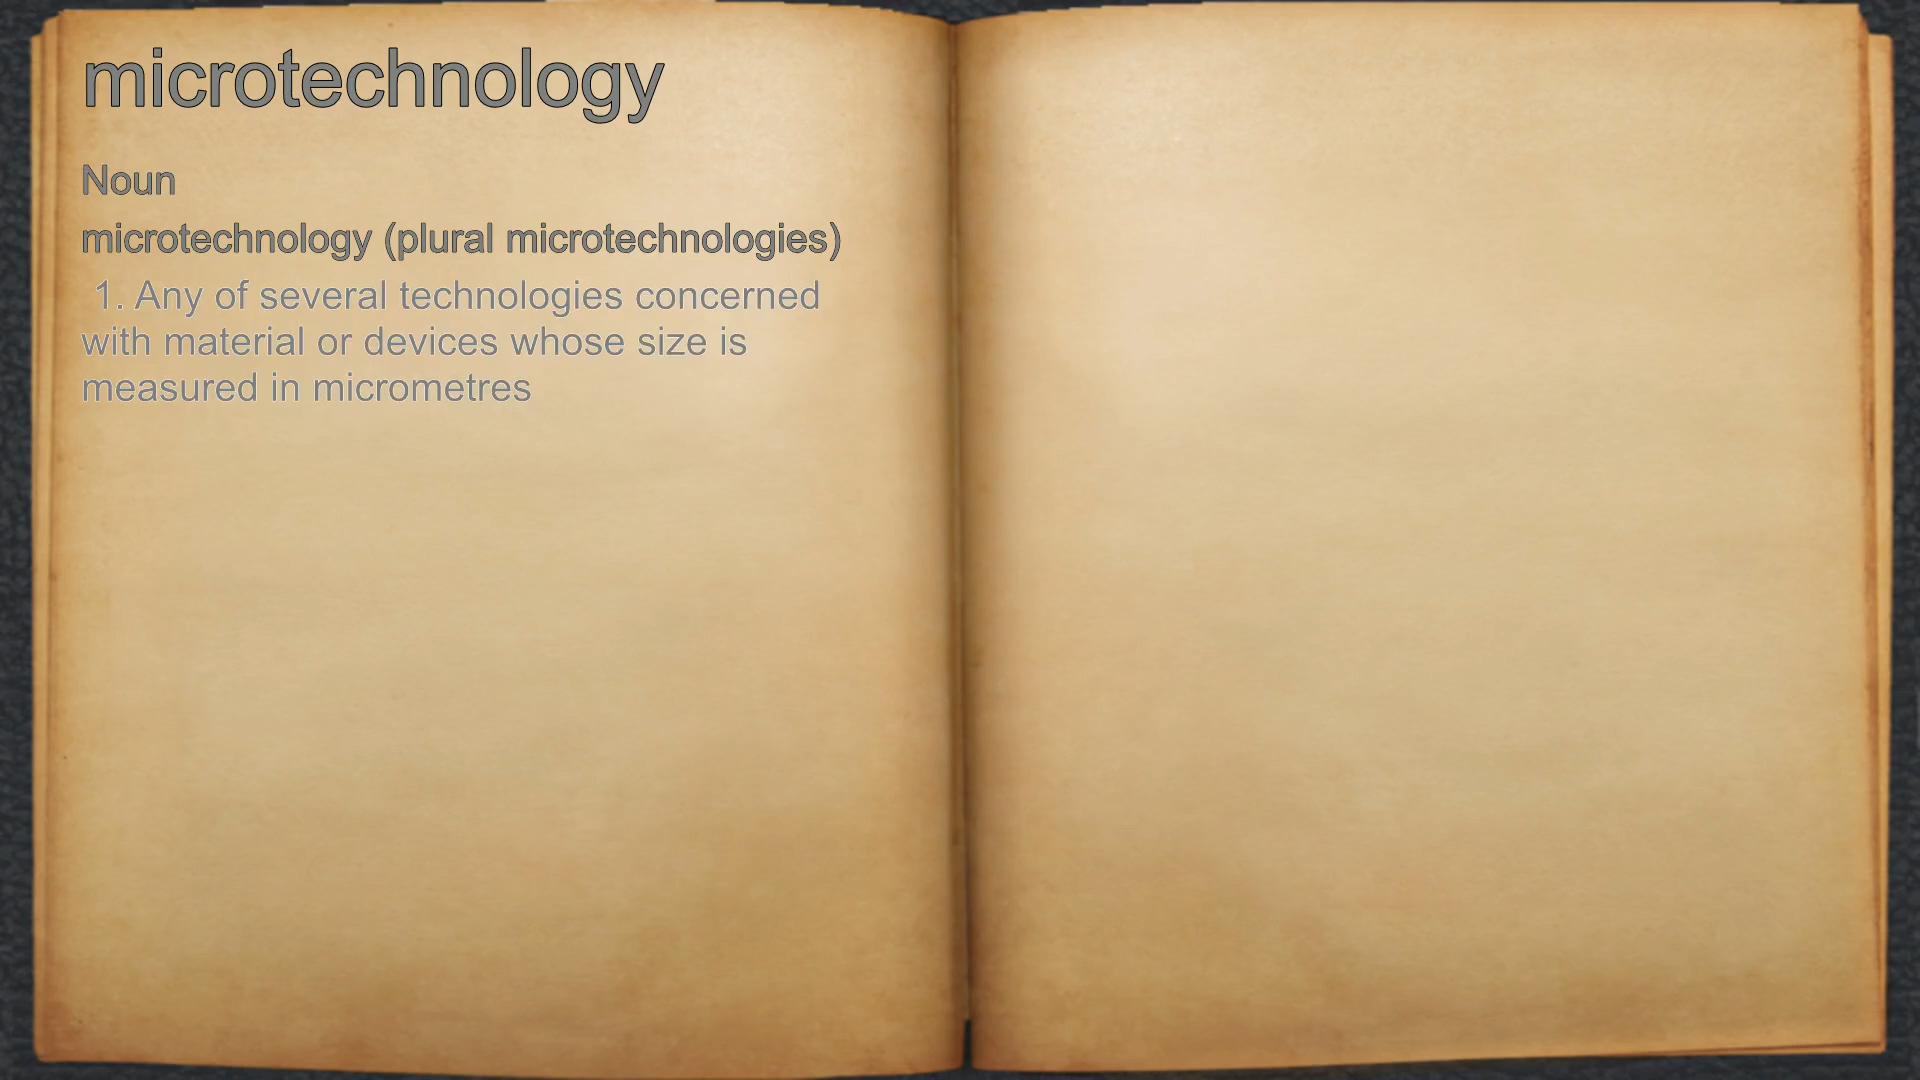 microtechnology
Noun
microtechnology (plural microtechnologies)
1. Any of several technologies concerned
with material or devices whose size is
measured in micrometres